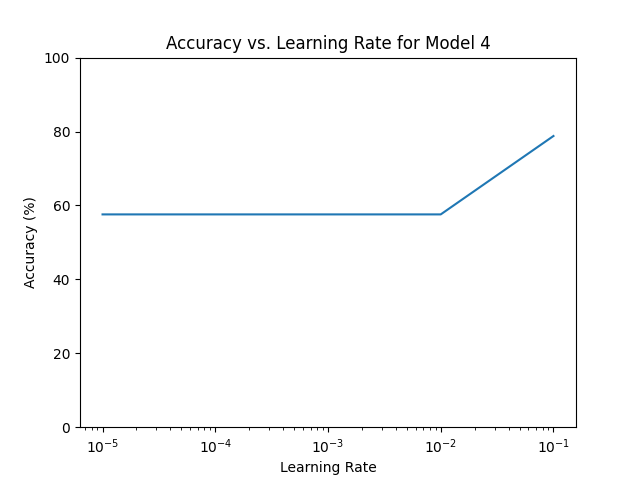 Accuracy vs. Learning Rate for Model 4
100
80
60
40
20
0
Accuracy (%)
10⁻⁵ 10⁻⁴ 10⁻³ 10⁻² 10⁻¹
Learning Rate